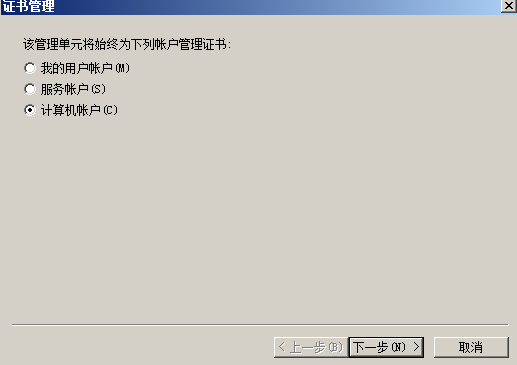 证书管理
该管理单元将始终为下列帐户管理证书:
我的用户帐户(M)
服务帐户(S)
计算机帐户(C)
< 上一步(B) 下一步(N) > 取消